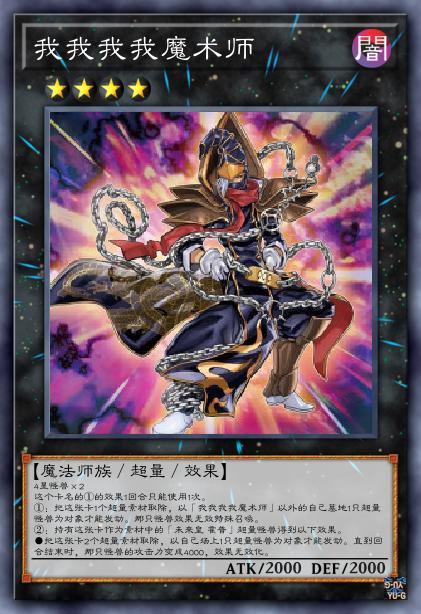 我我我我魔术师
闇
【魔法师族／超量／效果】
4星怪兽×2
这个卡名的①的效果1回合只能使用1次。
①：把这张卡1个超量素材取除，以「我我我我魔术师」以外的自己墓地1只超量
怪兽为对象才能发动。那只怪兽效果无效特殊召唤。
②：持有这张卡作为素材中的「未来皇 霍普」超量怪兽得到以下效果。
●把这张卡2个超量素材取除，以自己场上1只超量怪兽为对象才能发动。直到回
合结束时，那只怪兽的攻击力变成4000，效果无效化。
ATK/2000 DEF/2000